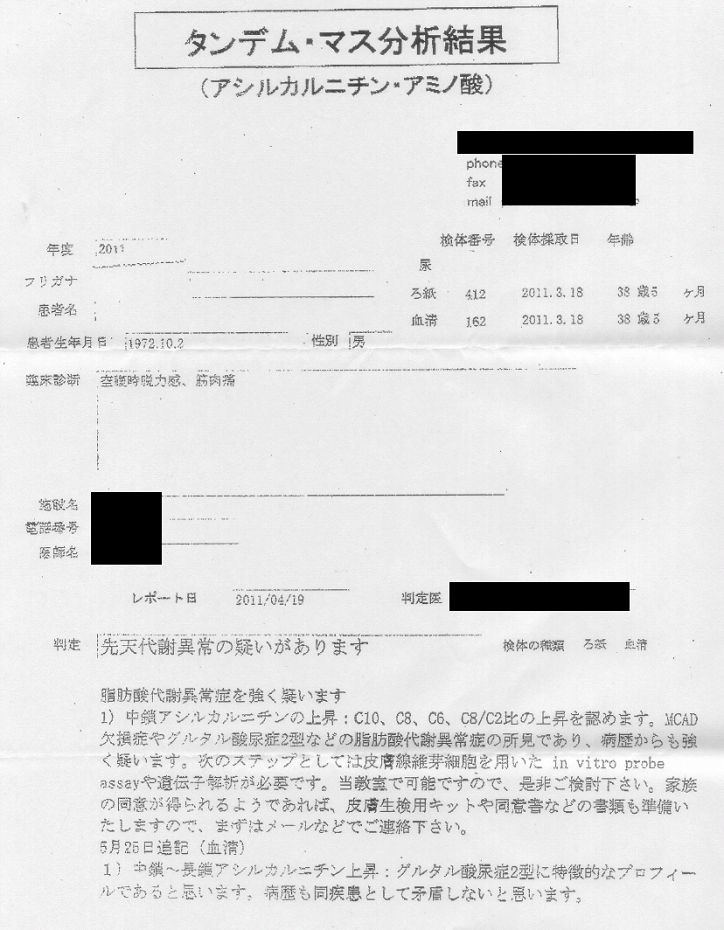 タンデム・マス分析結果
(アシルカルニチン・アミノ酸)
phone
fax
mail
検体番号 検体採取日 年齢
年度 2011
尿
フリガナ
ろ紙 412 2011.3.18 38 歳5 ヶ月
患者名
血清 162 2011.3.18 38 歳5 ヶ月
患者生年月日 1972.10.2 性別 男
臨床診断 空腹時脱力感、筋肉痛
施設名
電話番号
医師名
レポート日 2011/04/19 判定医
判定 先天代謝異常の疑いがあります 検体の種類 ろ紙 血清
脂肪酸代謝異常症を強く疑います
1) 中鎖アシルカルニチンの上昇:C10、C8、C6、C8/C2比の上昇を認めます。MCAD
欠損症やグルタル酸尿症2型などの脂肪酸代謝異常症の所見であり、病歴からも強
く疑います。次のステップとしては皮膚線維芽細胞を用いた in vitro probe
assayや遺伝子解析が必要です。当教室で可能ですので、是非ご検討下さい。家族
の同意が得られるようであれば、皮膚生検用キットや同意書などの書類も準備い
たしますので、まずはメールなどでご連絡下さい。
5月25日追記(血清)
1)中鎖~長鎖アシルカルニチン上昇:グルタル酸尿症2型に特徴的なプロフィー
ルであると思います。病歴も同疾患として矛盾しないと思います。